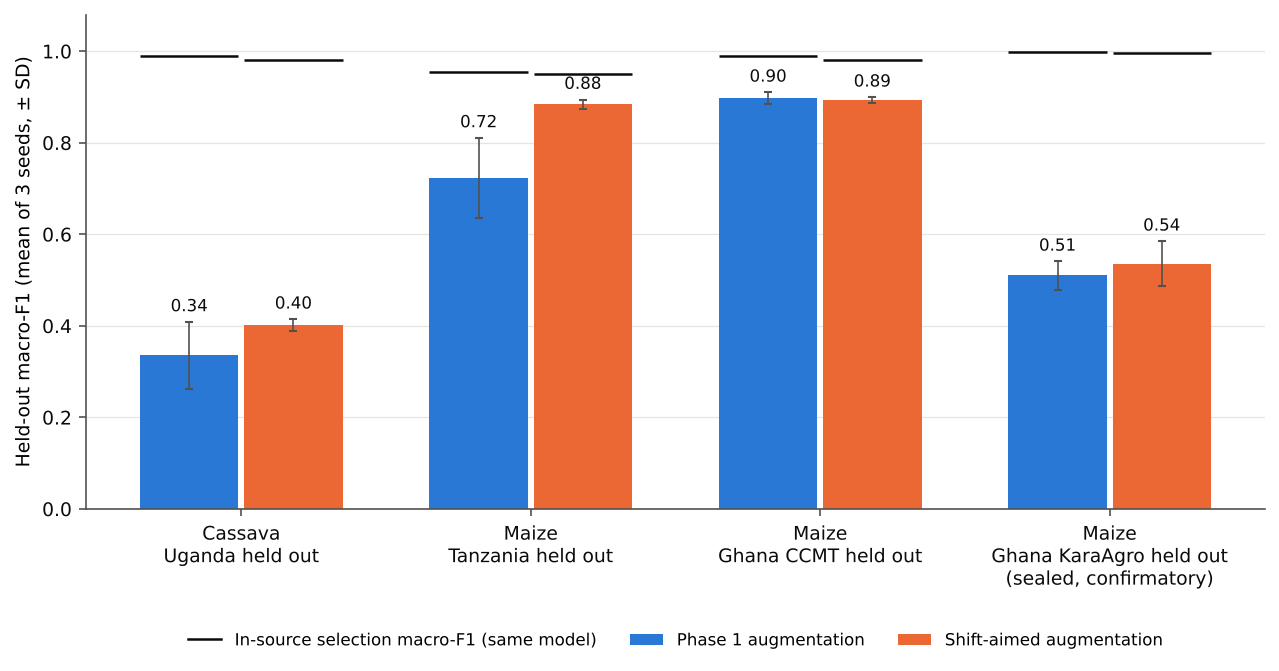 Held-out macro-F1 (mean of 3 seeds, ± SD)
1.0
0.8
0.6
0.4
0.2
0.0
0.34
0.40
0.72
0.88
0.90
0.89
0.51
0.54
Cassava
Uganda held out
Maize
Tanzania held out
Maize
Ghana CCMT held out
Maize
Ghana KaraAgro held out
(sealed, confirmatory)
In-source selection macro-F1 (same model)
Phase 1 augmentation
Shift-aimed augmentation